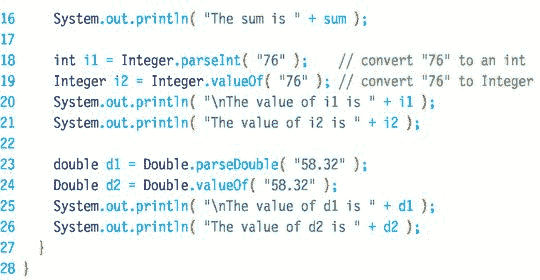 16 System.out.println( "The sum is " + sum );
17
18 int i1 = Integer.parseInt( "76" ); // convert "76" to an int
19 Integer i2 = Integer.valueOf( "76" ); // convert "76" to Integer
20 System.out.println( "\nThe value of i1 is " + i1 );
21 System.out.println( "The value of i2 is " + i2 );
22
23 double d1 = Double.parseDouble( "58.32" );
24 Double d2 = Double.valueOf( "58.32" );
25 System.out.println( "\nThe value of d1 is " + d1 );
26 System.out.println( "The value of d2 is " + d2 );
27 }
28 }